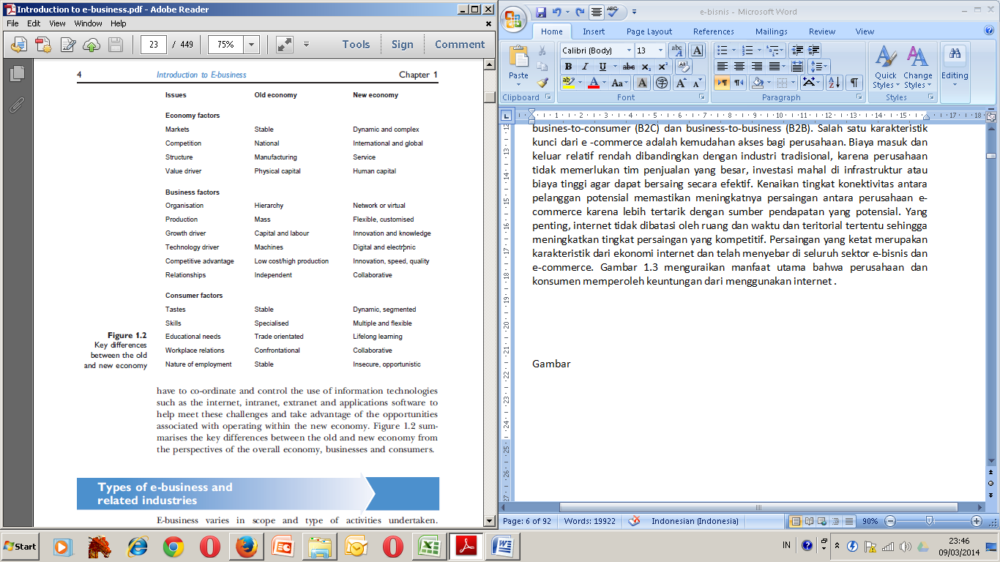 Introduction to e-business.pdf - Adobe Reader
File Edit View Window Help
23 / 449 75% Tools Sign Comment
4 Introduction to E-business Chapter 1
Issues Old economy New economy
Economy factors
Markets Stable Dynamic and complex
Competition National International and global
Structure Manufacturing Service
Value driver Physical capital Human capital
Business factors
Organisation Hierarchy Network or virtual
Production Mass Flexible, customised
Growth driver Capital and labour Innovation and knowledge
Technology driver Machines Digital and electronic
Competitive advantage Low cost/high production Innovation, speed, quality
Relationships Independent Collaborative
Consumer factors
Tastes Stable Dynamic, segmented
Skills Specialised Multiple and flexible
Educational needs Trade orientated Lifelong learning
Workplace relations Confrontational Collaborative
Nature of employment Stable Insecure, opportunistic
Figure 1.2
Key differences
between the old
and new economy
have to co-ordinate and control the use of information technologies
such as the internet, intranet, extranet and applications software to
help meet these challenges and take advantage of the opportunities
associated with operating within the new economy. Figure 1.2 sum-
marises the key differences between the old and new economy from
the perspectives of the overall economy, businesses and consumers.
Types of e-business and
related industries
E-business varies in scope and type of activities undertaken.
e-bisnis - Microsoft Word
Home Insert Page Layout References Mailings Review View
Calibri (Body) 13
Paste
Quick Styles
Change Styles
Editing
Clipboard Font Paragraph Styles
busines-to-consumer (B2C) dan business-to-business (B2B). Salah satu karakteristik
kunci dari e -commerce adalah kemudahan akses bagi perusahaan. Biaya masuk dan
keluar relatif rendah dibandingkan dengan industri tradisional, karena perusahaan
tidak memerlukan tim penjualan yang besar, investasi mahal di infrastruktur atau
biaya tinggi agar dapat bersaing secara efektif. Kenaikan tingkat konektivitas antara
pelanggan potensial memastikan meningkatnya persaingan antara perusahaan e-
commerce karena lebih tertarik dengan sumber pendapatan yang potensial. Yang
penting, internet tidak dibatasi oleh ruang dan waktu dan teritorial tertentu sehingga
meningkatkan tingkat persaingan yang kompetitif. Persaingan yang ketat merupakan
karakteristik dari ekonomi internet dan telah menyebar di seluruh sektor e-bisnis dan
e-commerce. Gambar 1.3 menguraikan manfaat utama bahwa perusahaan dan
konsumen memperoleh keuntungan dari menggunakan internet .
Gambar
Page: 6 of 92 Words: 19922 Indonesian (Indonesia) 90%
Start IN 23:46
09/03/2014